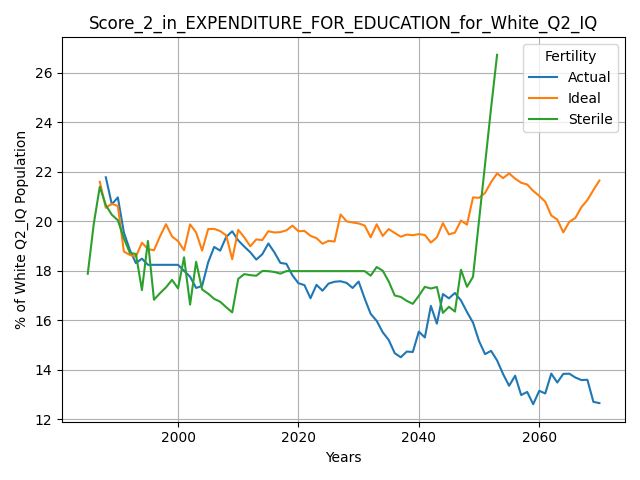 Score_2_in_EXPENDITURE_FOR_EDUCATION_for_White_Q2_IQ
Fertility
Actual
Ideal
Sterile
% of White Q2_IQ Population
26
24
22
20
18
16
14
12
2000 2020 2040 2060
Years